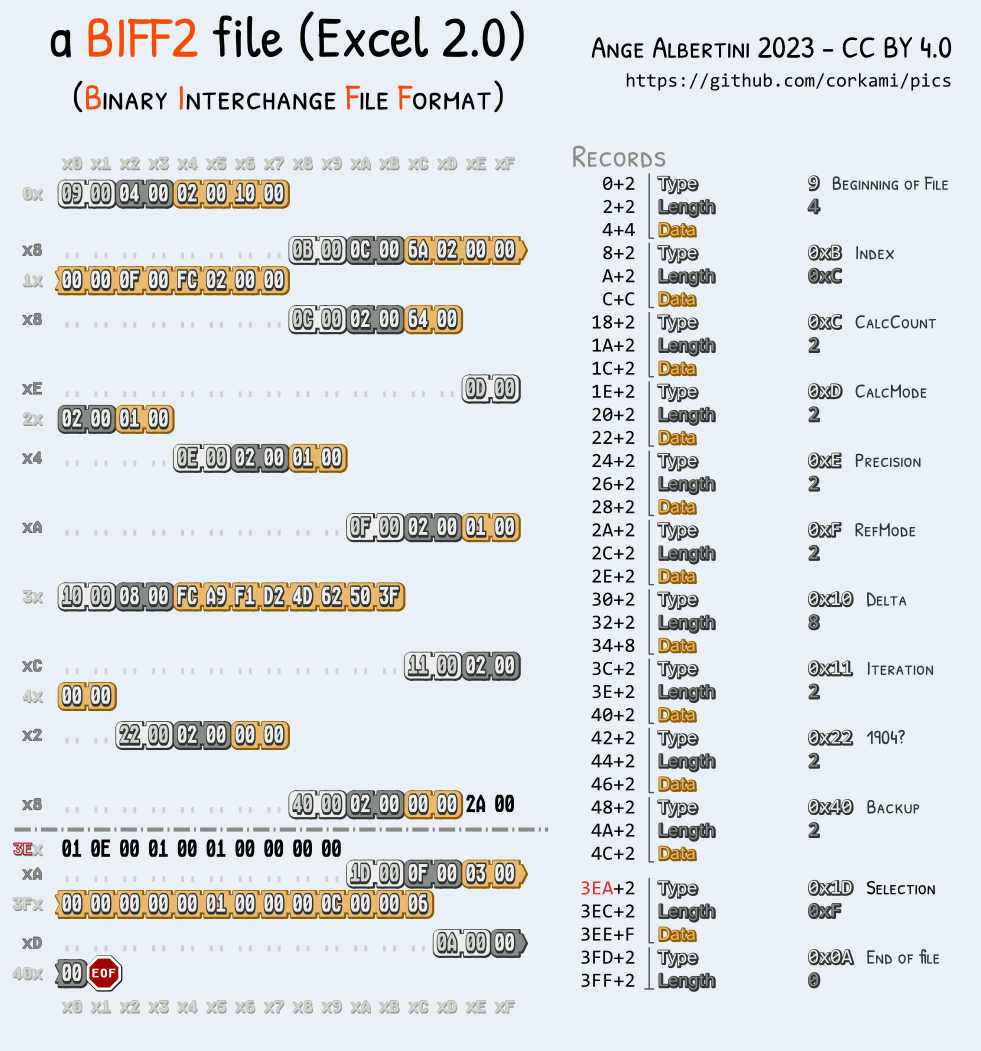 a BIFF2 file (Excel 2.0)
(Binary Interchange File Format)
Ange Albertini 2023 - CC BY 4.0
https://github.com/corkami/pics
x0 x1 x2 x3 x4 x5 x6 x7 x8 x9 xA xB xC xD xE xF
0x 09 00 04 00 02 00 10 00
x8 .. .. .. .. .. .. .. .. 0B 00 0C 00 6A 02 00 00
1x 00 00 0F 00 FC 02 00 00
x8 .. .. .. .. .. .. .. .. 0C 00 02 00 64 00
xE .. .. .. .. .. .. .. .. .. .. .. .. .. .. 0D 00
2x 02 00 01 00
x4 .. .. .. .. 0E 00 02 00 01 00
xA .. .. .. .. .. .. .. .. .. .. 0F 00 02 00 01 00
3x 10 00 08 00 FC A9 F1 D2 4D 62 50 3F
xC .. .. .. .. .. .. .. .. .. .. .. .. 11 00 02 00
4x 00 00
x2 .. .. 22 00 02 00 00 00
x8 .. .. .. .. .. .. .. .. 40 00 02 00 00 00 2A 00
3Ex 01 0E 00 01 00 01 00 00 00 00
xA .. .. .. .. .. .. .. .. .. .. 1D 00 0F 00 03 00
3Fx 00 00 00 00 00 01 00 00 00 0C 00 00 06
xD .. .. .. .. .. .. .. .. .. .. .. .. .. 0A 00 00
40x 00 EOF
x0 x1 x2 x3 x4 x5 x6 x7 x8 x9 xA xB xC xD xE xF
Records
0+2 Type 9 Beginning of File
2+2 Length 4
4+4 Data
8+2 Type 0xB Index
A+2 Length 0xC
C+C Data
18+2 Type 0xC CalcCount
1A+2 Length 2
1C+2 Data
1E+2 Type 0xD CalcMode
20+2 Length 2
22+2 Data
24+2 Type 0xE Precision
26+2 Length 2
28+2 Data
2A+2 Type 0xF RefMode
2C+2 Length 2
2E+2 Data
30+2 Type 0x10 Delta
32+2 Length 8
34+8 Data
3C+2 Type 0x11 Iteration
3E+2 Length 2
40+2 Data
42+2 Type 0x22 1904?
44+2 Length 2
46+2 Data
48+2 Type 0x40 Backup
4A+2 Length 2
4C+2 Data
3EA+2 Type 0x1D Selection
3EC+2 Length 0xF
3EE+F Data
3FD+2 Type 0x0A End of file
3FF+2 Length 0